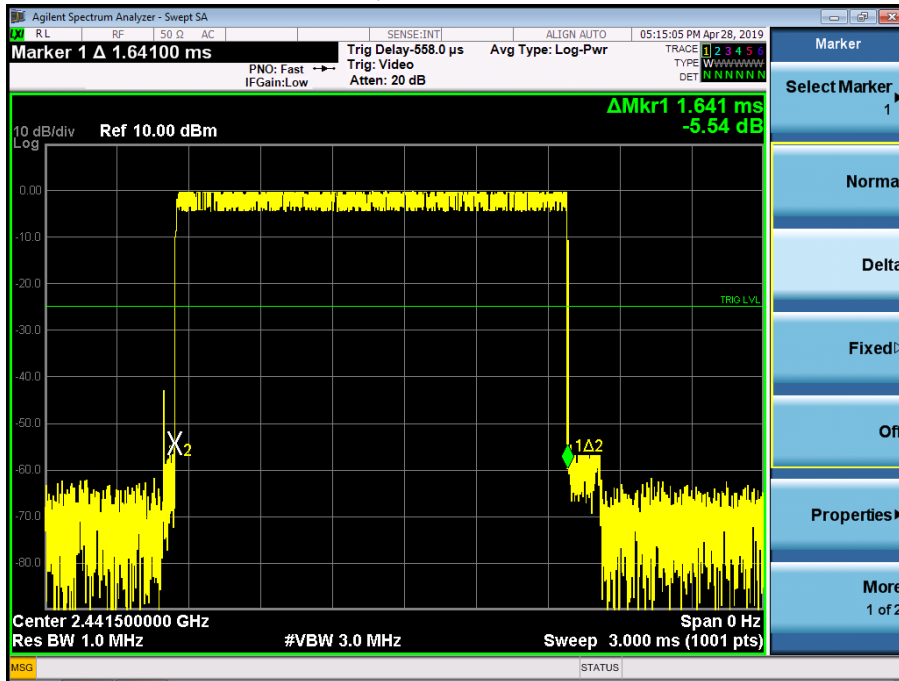 Agilent Spectrum Analyzer - Swept SA
LXI RL RF 50 Ω AC SENSE:INT ALIGN AUTO 05:15:05 PM Apr 28, 2019
Marker 1 Δ 1.64100 ms
PNO: Fast
IFGain:Low
Trig Delay-558.0 µs
Trig: Video
Atten: 20 dB
Avg Type: Log-Pwr
TRACE 1 2 3 4 5 6
TYPE WWWWWW
DET N N N N N N
ΔMkr1 1.641 ms
-5.54 dB
10 dB/div
Log
Ref 10.00 dBm
0.00
-10.0
-20.0
TRIG LVL
-30.0
-40.0
-50.0
2
1Δ2
-60.0
-70.0
-80.0
Center 2.441500000 GHz
Span 0 Hz
Res BW 1.0 MHz
#VBW 3.0 MHz
Sweep 3.000 ms (1001 pts)
MSG
STATUS
Marker
Select Marker
1
Norma
Delta
Fixed
Off
Properties
More
1 of 2